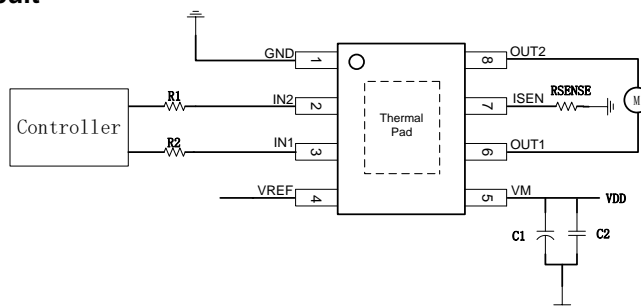 GND
1
8
OUT2
R1
IN2
2
7
ISEN
RSENSE
M
Controller
Thermal
Pad
R2
IN1
3
6
OUT1
VREF
4
5
VM
VDD
C1
C2